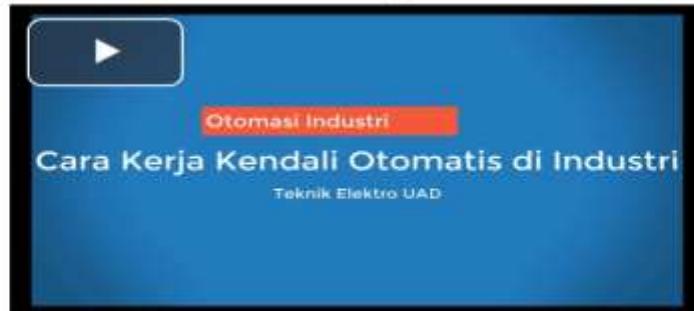 Otomasi Industri
Cara Kerja Kendali Otomatis di Industri
Teknik Elektro UAD